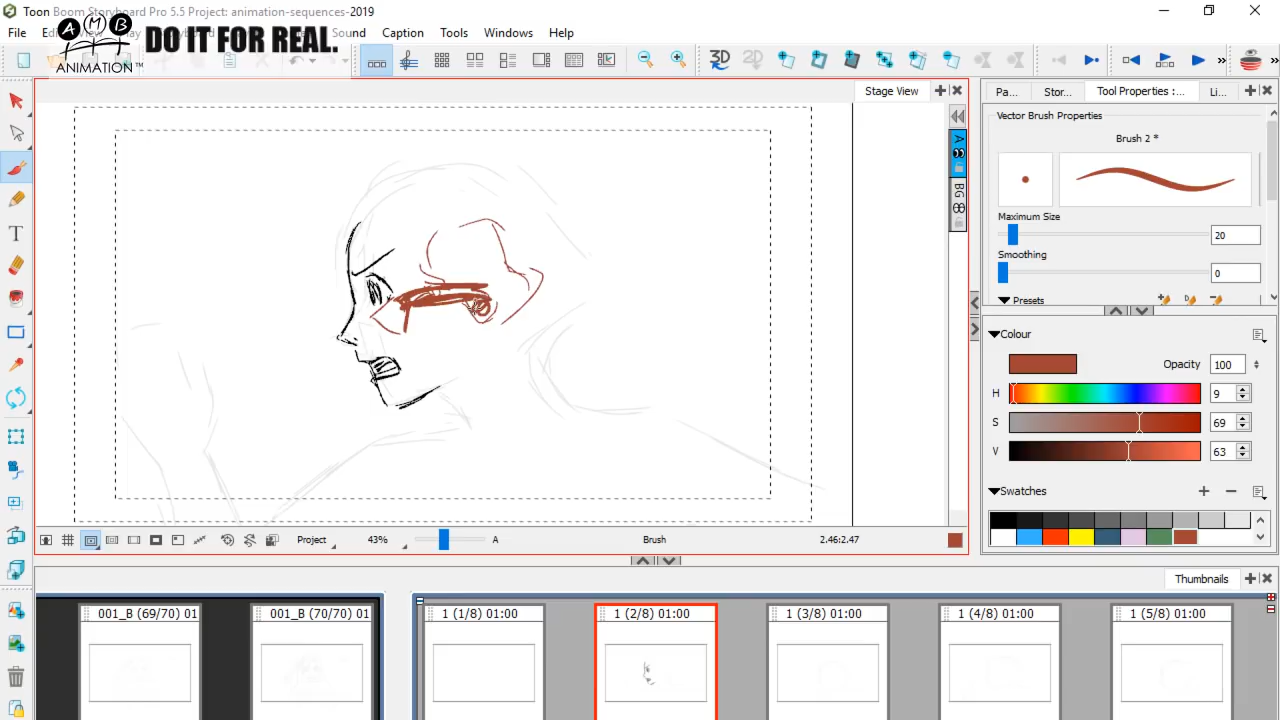 Toon Boom Storyboard Pro 5.5 Project: animation-sequences-2019
File
Sound
Caption
Tools
Windows
Help
AMB
ANIMATION™
DO IT FOR REAL.
3D
2D
Stage View
A
BG
Pa...
Stor...
Tool Properties :...
Li...
Vector Brush Properties
Brush 2 *
Maximum Size
20
Smoothing
0
Presets
Colour
Opacity
100
H
9
S
69
V
63
Swatches
T
Project
43%
A
Brush
2.46:2.47
Thumbnails
001_B (69/70) 01
001_B (70/70) 01
1 (1/8) 01:00
1 (2/8) 01:00
1 (3/8) 01:00
1 (4/8) 01:00
1 (5/8) 01:00